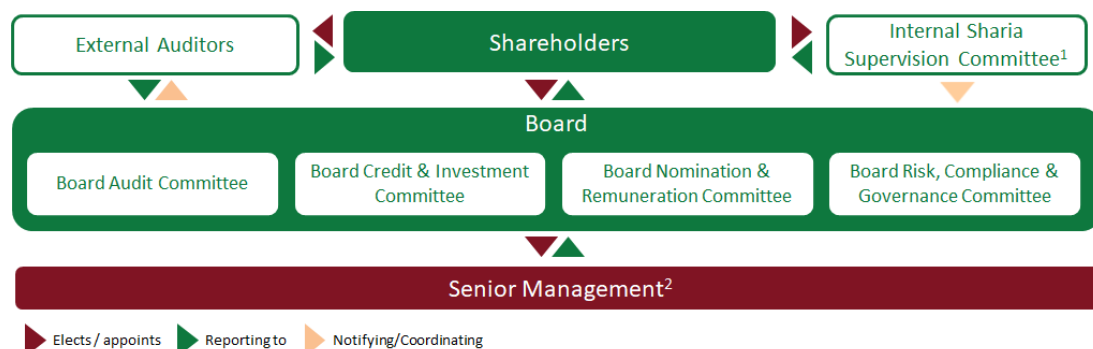 External Auditors
Shareholders
Internal Sharia
Supervision Committee¹
Board
Board Audit Committee
Board Credit & Investment
Committee
Board Nomination &
Remuneration Committee
Board Risk, Compliance &
Governance Committee
Senior Management²
Elects / appoints
Reporting to
Notifying/Coordinating